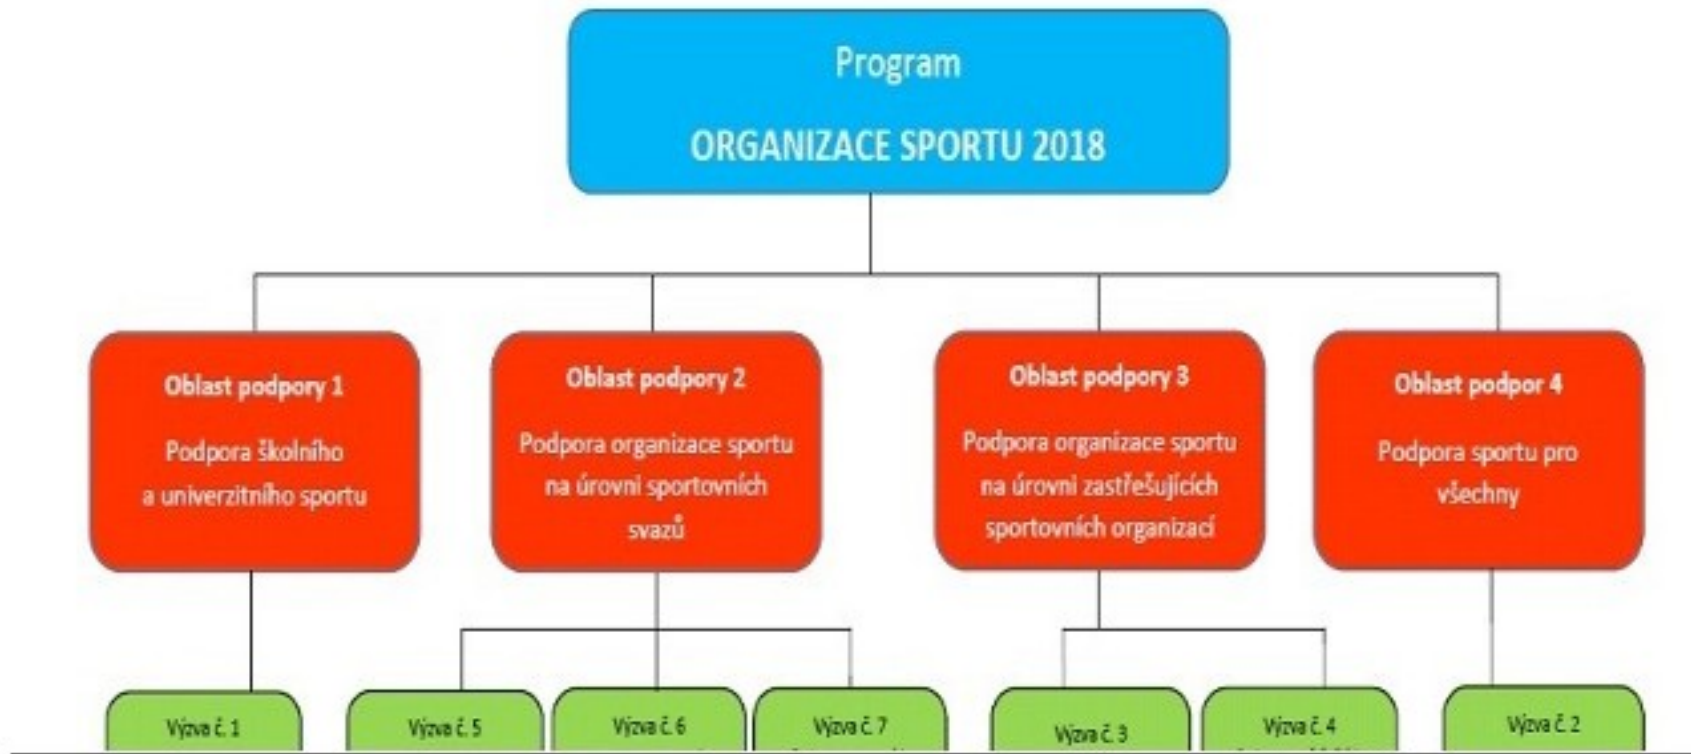 Program
ORGANIZACE SPORTU 2018
Oblast podpory 1
Podpora školního
a univerzitního sportu
Oblast podpory 2
Podpora organizace sportu
na úrovni sportovních
svazů
Oblast podpory 3
Podpora organizace sportu
na úrovni zastřešujících
sportovních organizací
Oblast podpor 4
Podpora sportu pro
všechny
Výzva č. 1
Výzva č. 5
Výzva č. 6
Výzva č. 7
Výzva č. 3
Výzva č. 4
Výzva č. 2